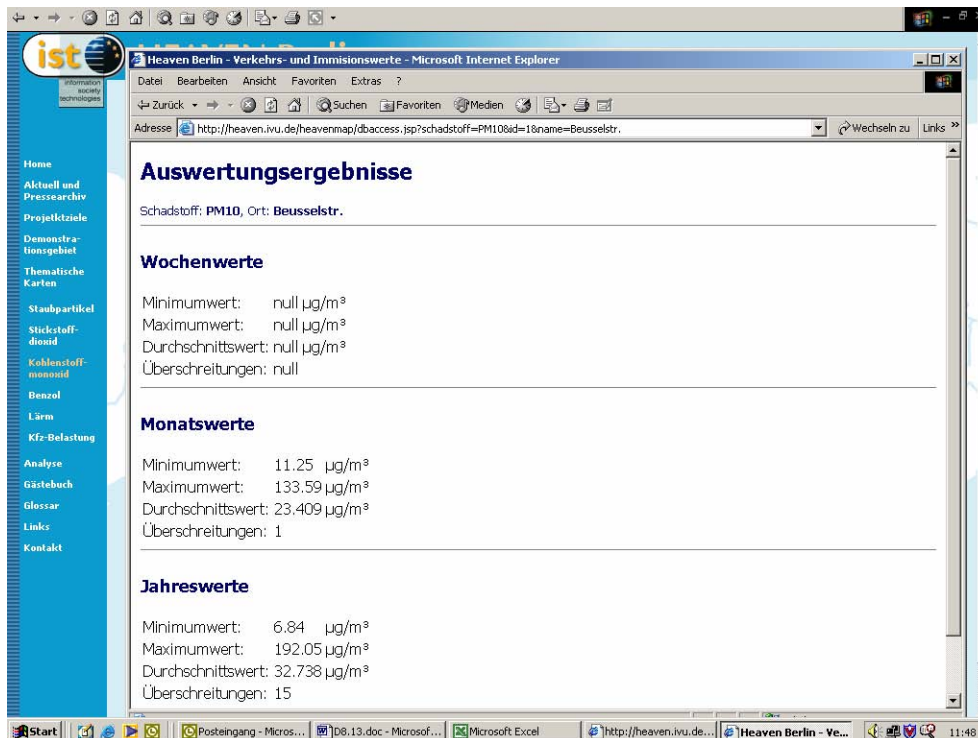 ist
information
society
technologies
Heaven Berlin - Verkehrs- und Immisionswerte - Microsoft Internet Explorer
Datei Bearbeiten Ansicht Favoriten Extras ?
Zurück Suchen Favoriten Medien
Adresse http://heaven.ivu.de/heavenmap/dbaccess.jsp?schadstoff=PM10&id=1&name=Beusselstr. Wechseln zu Links »
Home
Aktuell und
Pressearchiv
Projetktziele
Demonstra-
tionsgebiet
Thematische
Karten
Staubpartikel
Stickstoff-
dioxid
Kohlenstoff-
monoxid
Benzol
Lärm
Kfz-Belastung
Analyse
Gästebuch
Glossar
Links
Kontakt
Auswertungsergebnisse
Schadstoff: PM10, Ort: Beusselstr.
Wochenwerte
Minimumwert: null µg/m³
Maximumwert: null µg/m³
Durchschnittswert: null µg/m³
Überschreitungen: null
Monatswerte
Minimumwert: 11.25 µg/m³
Maximumwert: 133.59 µg/m³
Durchschnittswert: 23.409 µg/m³
Überschreitungen: 1
Jahreswerte
Minimumwert: 6.84 µg/m³
Maximumwert: 192.05 µg/m³
Durchschnittswert: 32.738 µg/m³
Überschreitungen: 15
Start Posteingang - Micros... D8.13.doc - Microsof... Microsoft Excel http://heaven.ivu.de... Heaven Berlin - Ve... 11:48